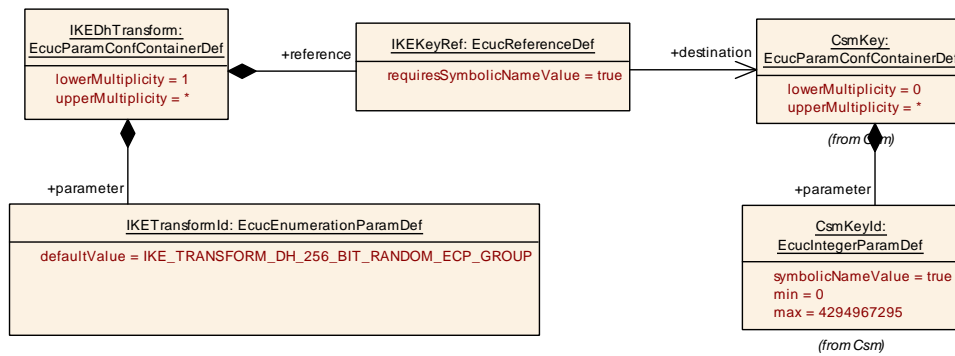 IKEDhTransform:
EcucParamConfContainerDef
lowerMultiplicity = 1
upperMultiplicity = *
+reference
IKEKeyRef: EcucReferenceDef
requiresSymbolicNameValue = true
+destination
CsmKey:
EcucParamConfContainerDef
lowerMultiplicity = 0
upperMultiplicity = *
(from Csm)
+parameter
IKETransformId: EcucEnumerationParamDef
defaultValue = IKE_TRANSFORM_DH_256_BIT_RANDOM_ECP_GROUP
+parameter
CsmKeyId:
EcucIntegerParamDef
symbolicNameValue = true
min = 0
max = 4294967295
(from Csm)